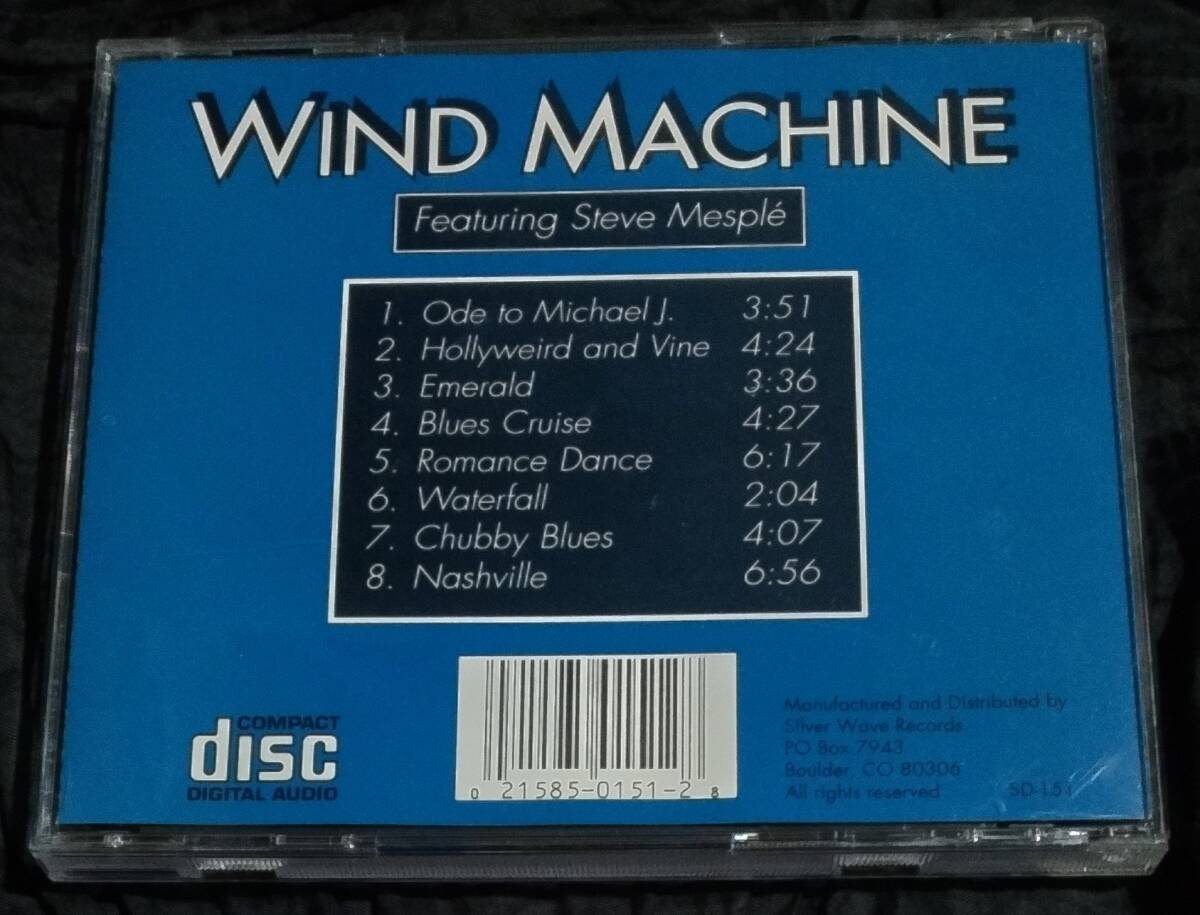 WIND MACHINE
Featuring Steve Mesplé
1. Ode to Michael J. 3:51
2. Hollyweird and Vine 4:24
3. Emerald 3:36
4. Blues Cruise 4:27
5. Romance Dance 6:17
6. Waterfall 2:04
7. Chubby Blues 4:07
8. Nashville 6:56
COMPACT
disc
DIGITAL AUDIO
0 21585-0151-2 8
Manufactured and Distributed by
Silver Wave Records
PO Box 7943
Boulder, CO 80306
All rights reserved SD-151